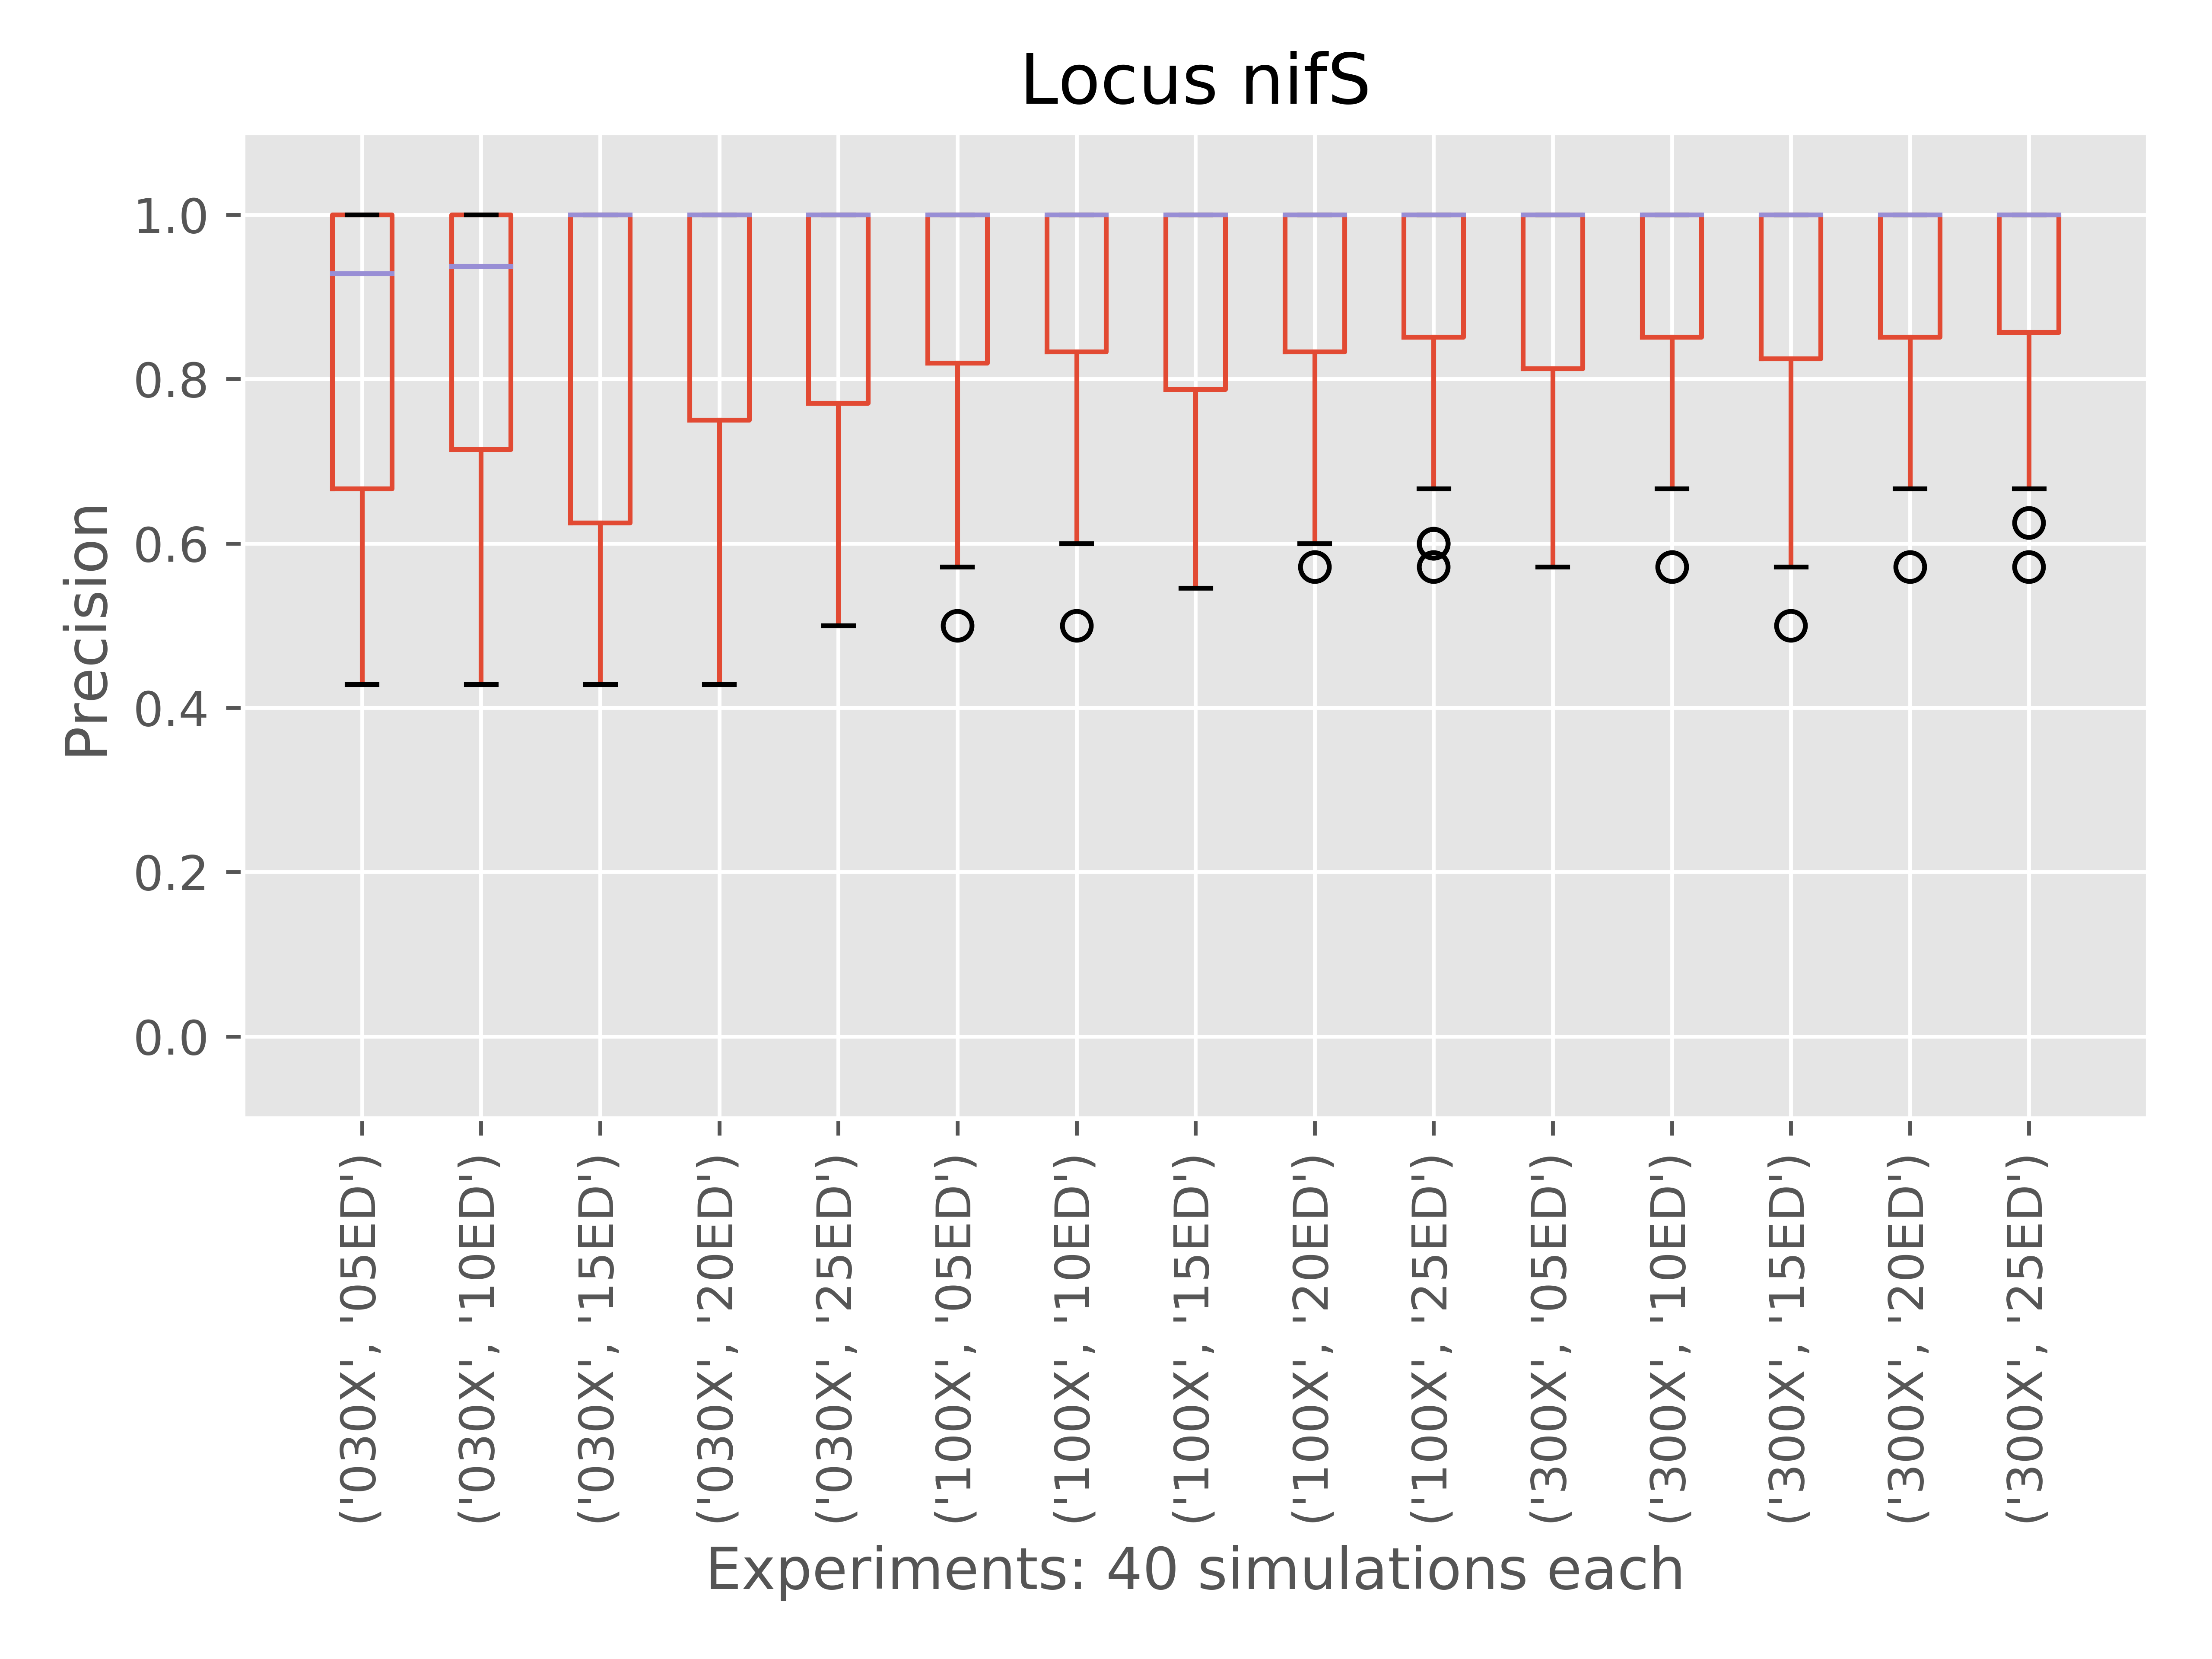 Locus nifS
Precision
1.0
0.8
0.6
0.4
0.2
0.0
('030X', '05ED')
('030X', '10ED')
('030X', '15ED')
('030X', '20ED')
('030X', '25ED')
('100X', '05ED')
('100X', '10ED')
('100X', '15ED')
('100X', '20ED')
('100X', '25ED')
('300X', '05ED')
('300X', '10ED')
('300X', '15ED')
('300X', '20ED')
('300X', '25ED')
Experiments: 40 simulations each